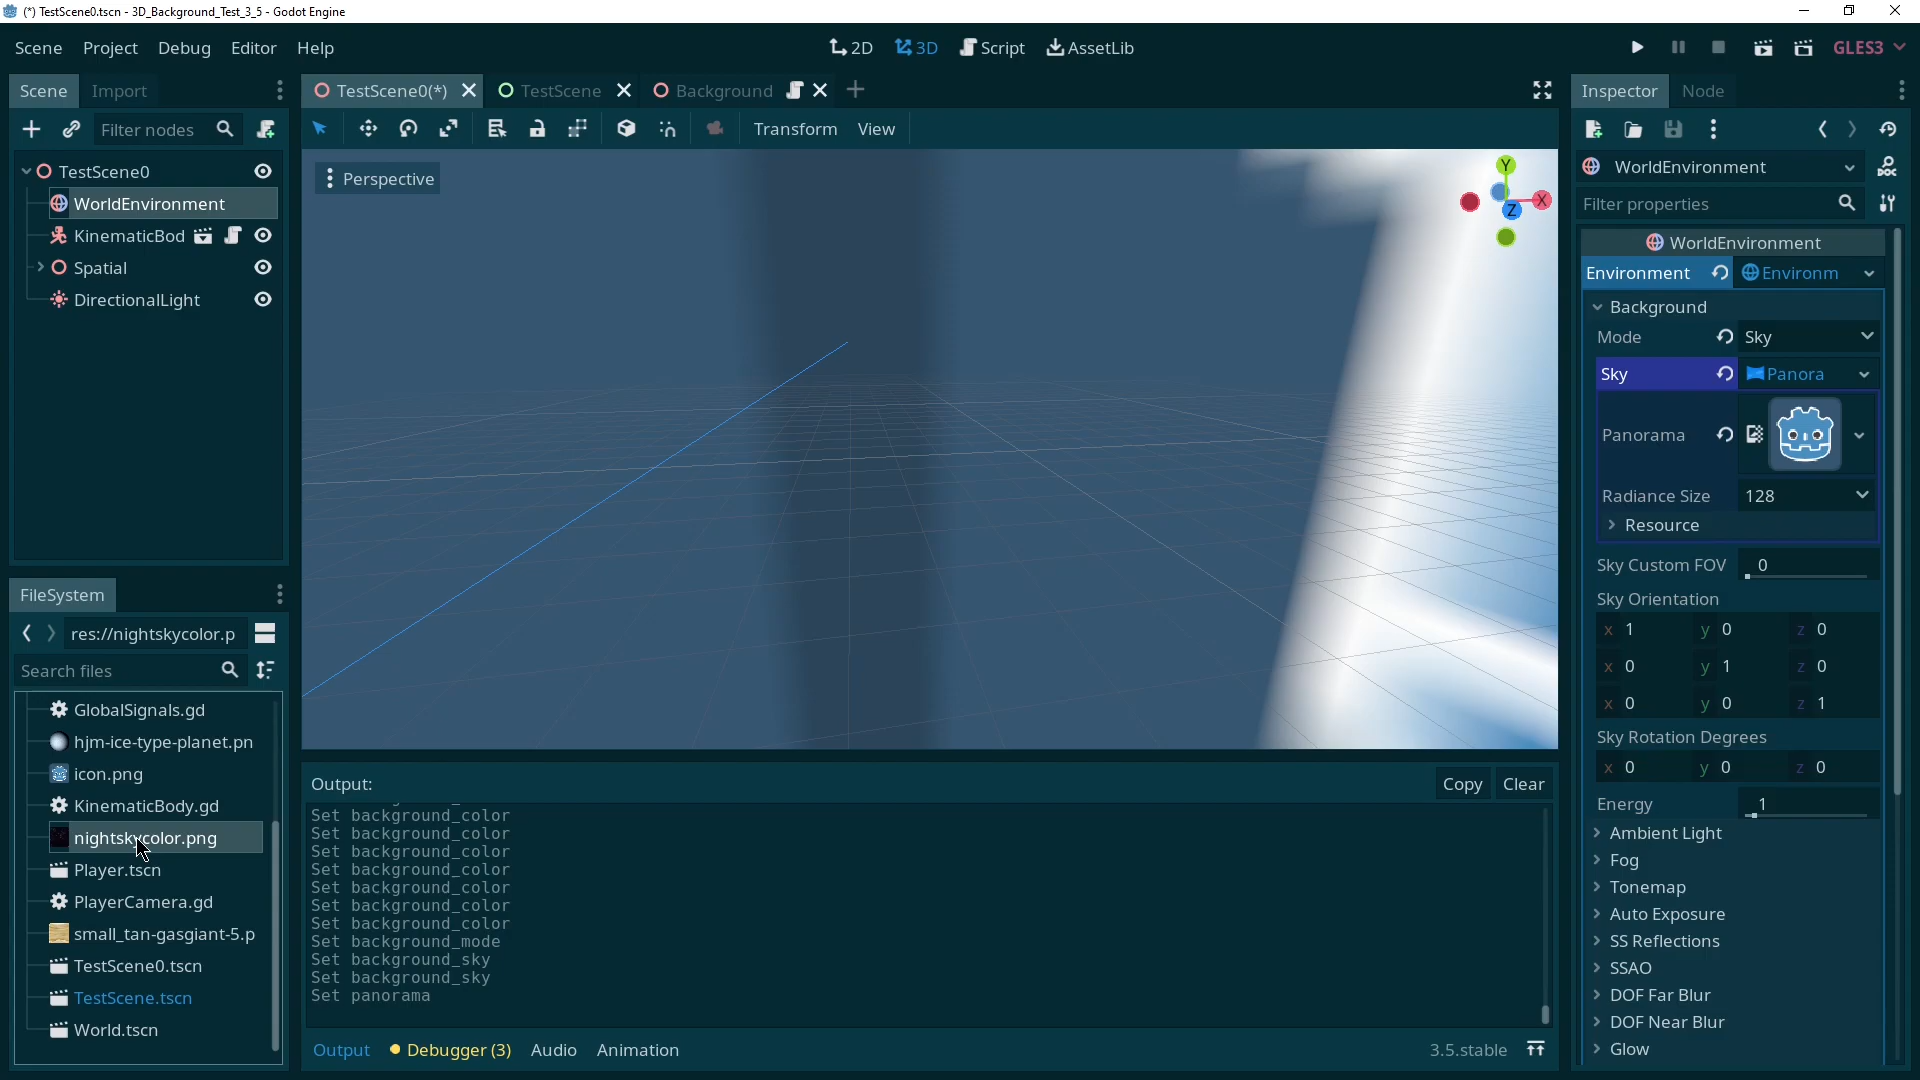 (*) TestScene0.tscn - 3D_Background_Test_3_5 - Godot Engine
Scene Project Debug Editor Help
2D 3D Script AssetLib
GLES3
Scene Import
TestScene0(*) TestScene Background
Inspector Node
Filter nodes
Transform View
TestScene0
WorldEnvironment
KinematicBod
Spatial
DirectionalLight
Perspective
Y
X
Z
WorldEnvironment
Filter properties
WorldEnvironment
Environment Environm
Background
Mode Sky
Sky Panora
Panorama
Radiance Size 128
Resource
Sky Custom FOV 0
Sky Orientation
x 1 y 0 z 0
x 0 y 1 z 0
x 0 y 0 z 1
Sky Rotation Degrees
x 0 y 0 z 0
Energy 1
Ambient Light
Fog
Tonemap
Auto Exposure
SS Reflections
SSAO
DOF Far Blur
DOF Near Blur
Glow
FileSystem
res://nightskycolor.p
Search files
GlobalSignals.gd
hjm-ice-type-planet.pn
icon.png
KinematicBody.gd
nightskycolor.png
Player.tscn
PlayerCamera.gd
small_tan-gasgiant-5.p
TestScene0.tscn
TestScene.tscn
World.tscn
Output:
Copy Clear
Set background_color
Set background_color
Set background_color
Set background_color
Set background_color
Set background_color
Set background_color
Set background_mode
Set background_sky
Set background_sky
Set panorama
Output Debugger (3) Audio Animation
3.5.stable